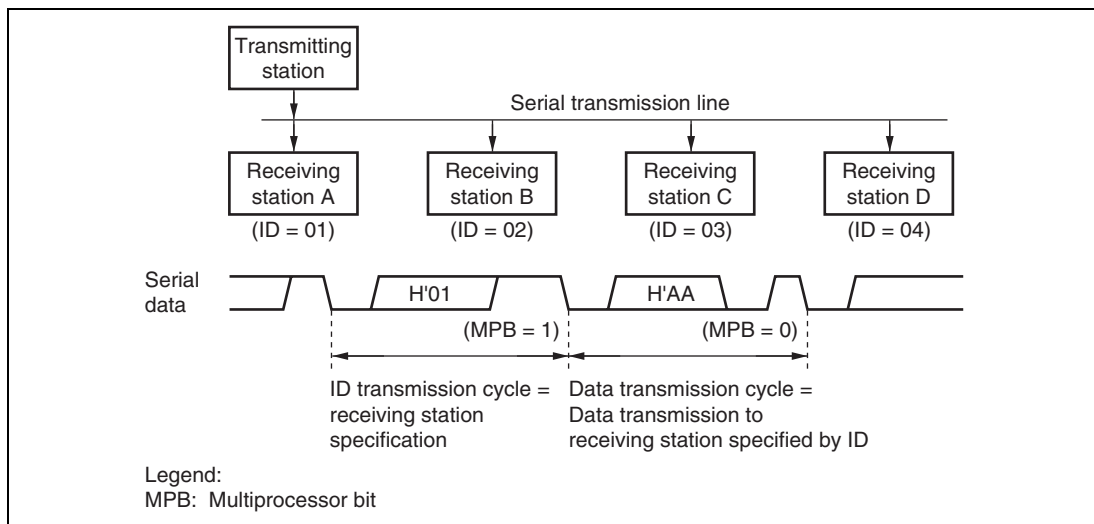 Transmitting
station
Serial transmission line
Receiving
station A
Receiving
station B
Receiving
station C
Receiving
station D
(ID = 01)
(ID = 02)
(ID = 03)
(ID = 04)
Serial
data
H'01
H'AA
(MPB = 1)
(MPB = 0)
ID transmission cycle =
receiving station
specification
Data transmission cycle =
Data transmission to
receiving station specified by ID
Legend:
MPB: Multiprocessor bit